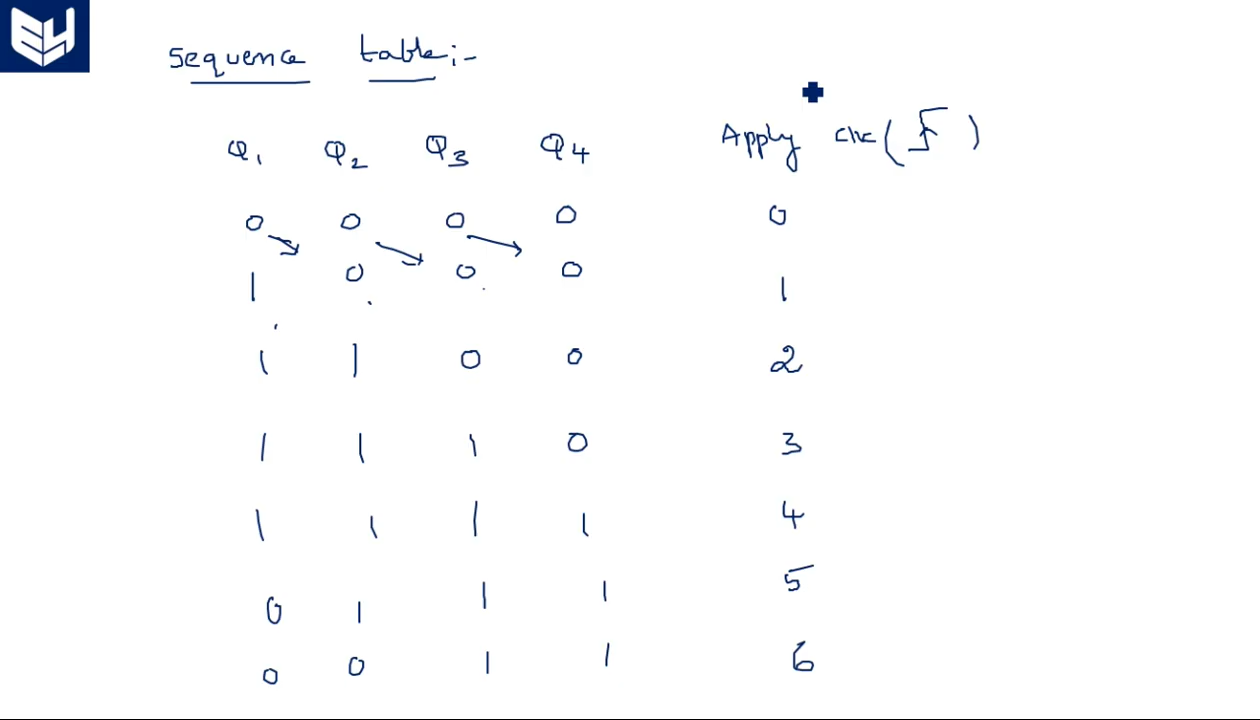 Sequence table:-
Q1 Q2 Q3 Q4 Apply clk ( )
0 0 0 0 0
1 0 0 0 1
1 1 0 0 2
1 1 1 0 3
1 1 1 1 4
0 1 1 1 5
0 0 1 1 6